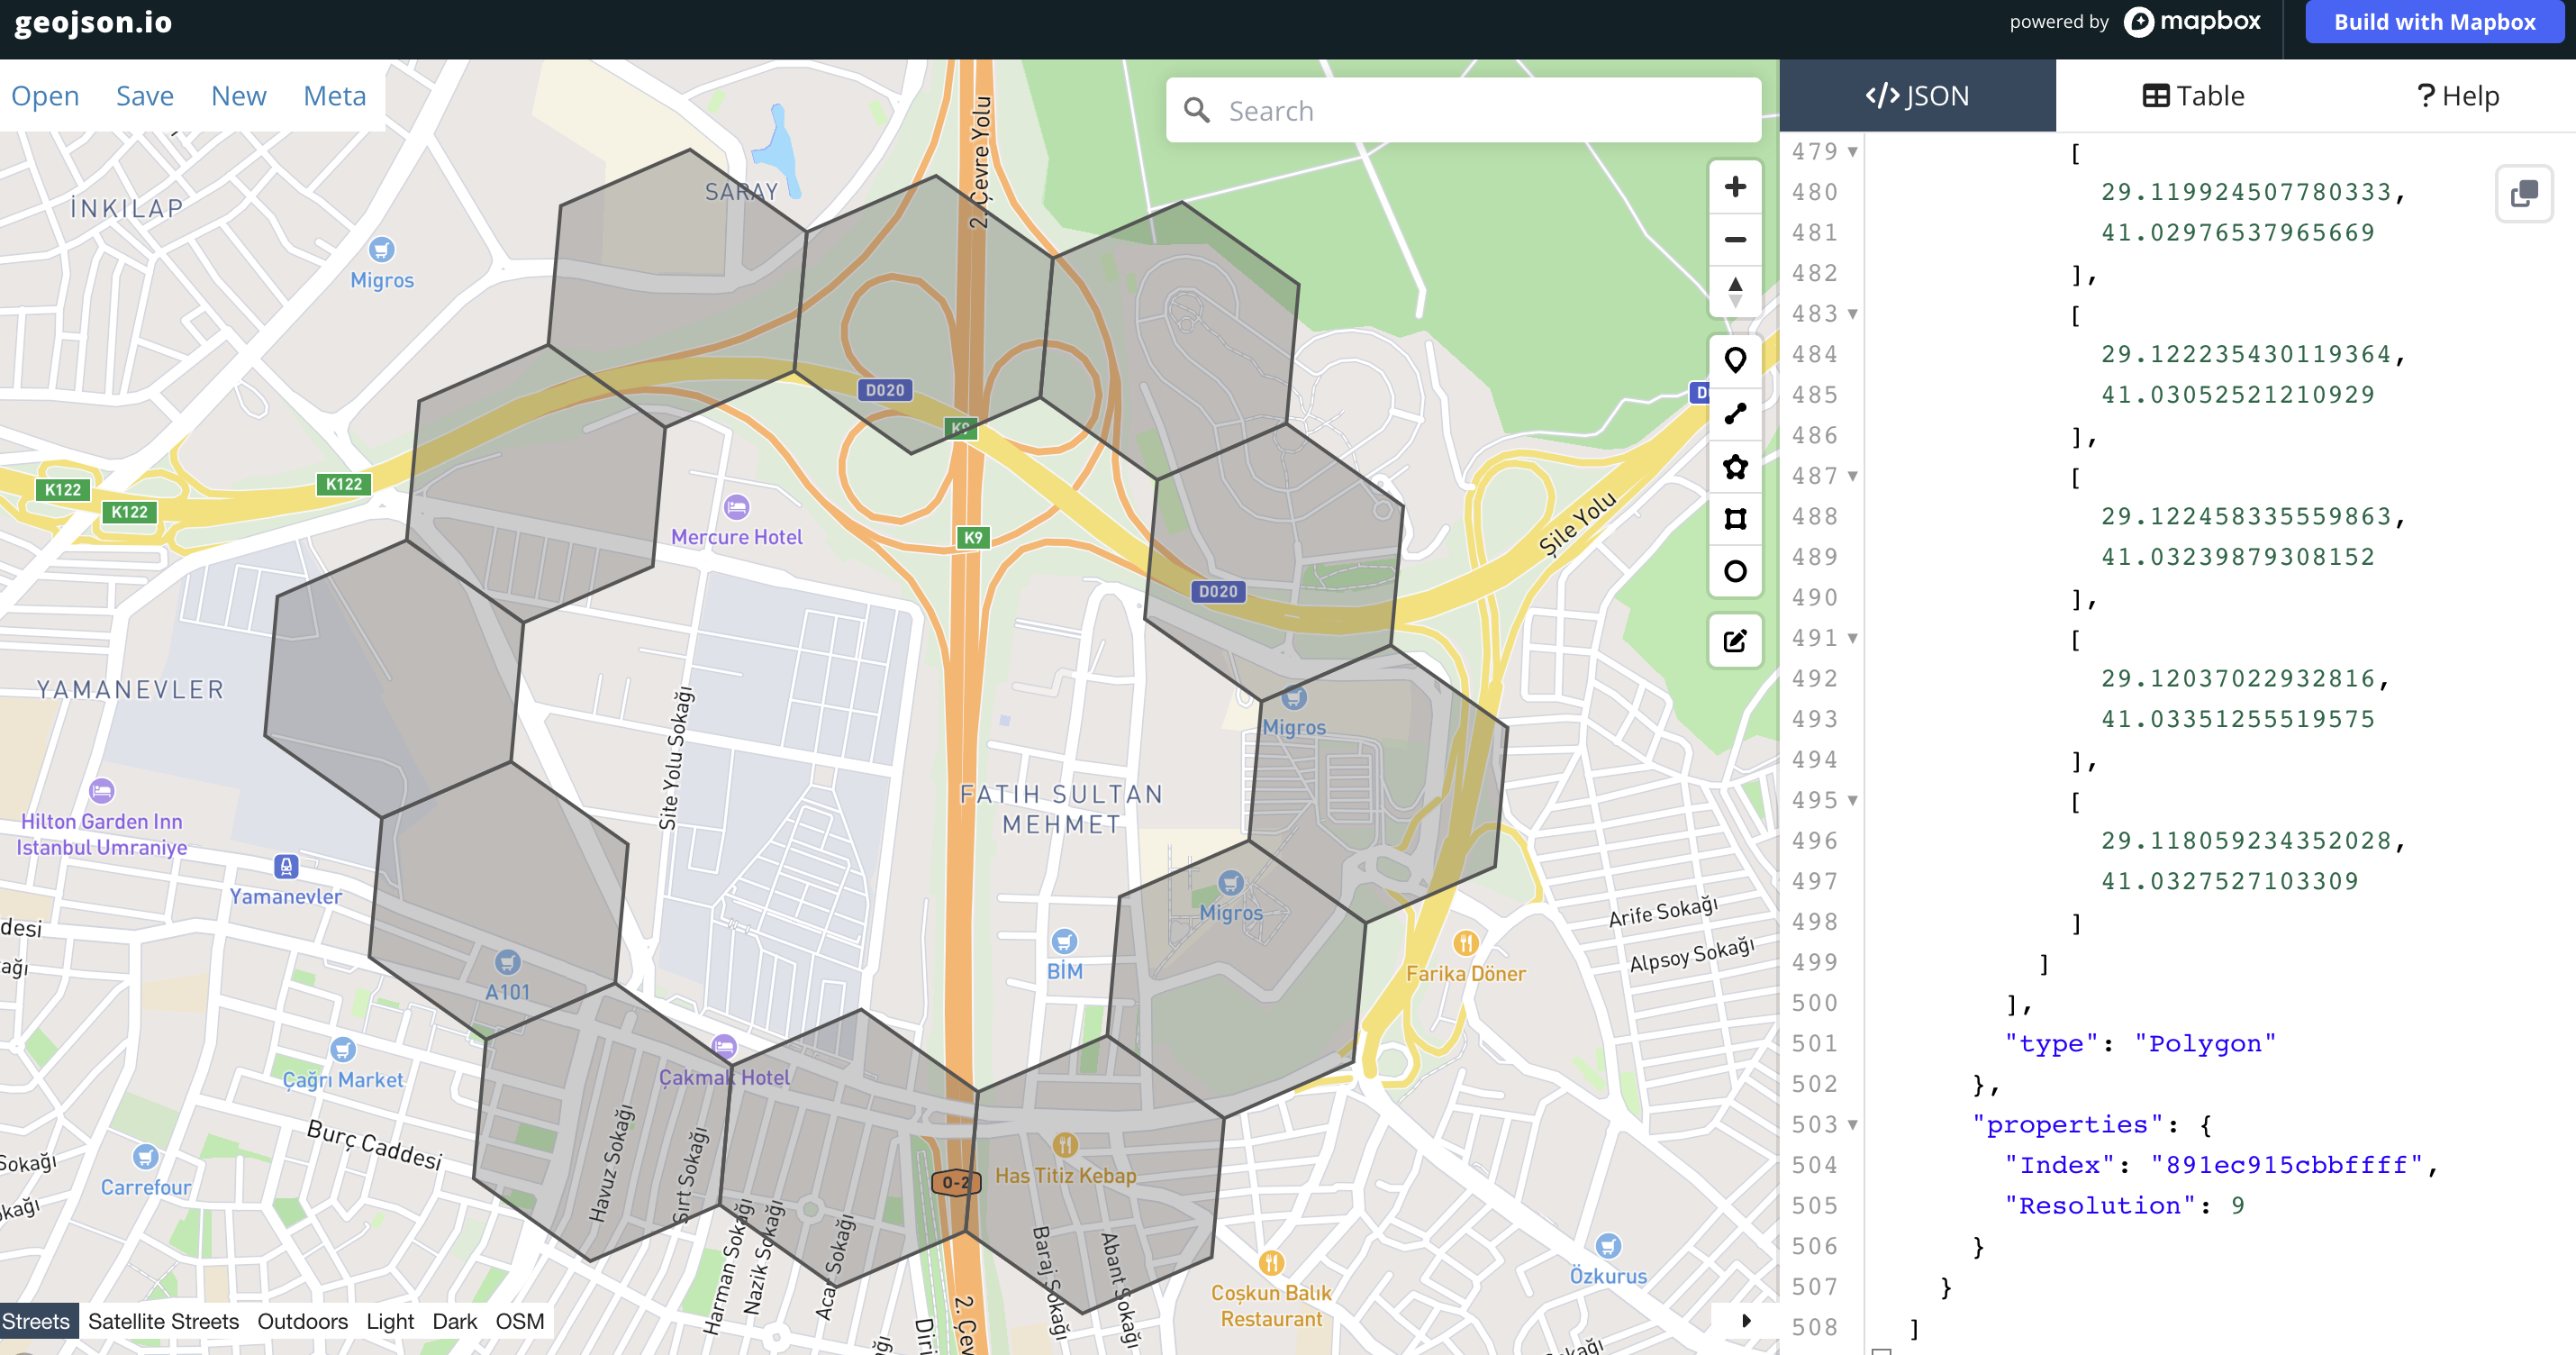 geojson.io
powered by mapbox
Build with Mapbox
Open Save New Meta
Search
</> JSON
Table
? Help
İNKILAP
Migros
SARAY
2. Çevre Yolu
D020
K9
K122
K122
K122
Mercure Hotel
K9
D020
Şile Yolu
YAMANEVLER
Site Yolu Sokağı
Migros
FATIH SULTAN
MEHMET
Hilton Garden Inn
Istanbul Umraniye
Yamanevler
Migros
Arife Sokağı
Alpsoy Sokağı
BİM
Farika Döner
A101
Çağrı Market
Çakmak Hotel
Burç Caddesi
Carrefour
Havuz Sokağı
Sırt Sokağı
Harman Sokağı
Nazik Sokağı
Acar Sokağı
O-2
Has Titiz Kebap
Baraj Sokağı
Abant Sokağı
Coşkun Balık
Restaurant
Özkurus
Streets Satellite Streets Outdoors Light Dark OSM
479 [
480 29.119924507780333,
481 41.02976537965669
482 ],
483 [
484 29.122235430119364,
485 41.03052521210929
486 ],
487 [
488 29.122458335559863,
489 41.03239879308152
490 ],
491 [
492 29.12037022932816,
493 41.03351255519575
494 ],
495 [
496 29.118059234352028,
497 41.0327527103309
498 ]
499 ]
500 ],
501 "type": "Polygon"
502 },
503 "properties": {
504 "Index": "891ec915cbbffff",
505 "Resolution": 9
506 }
507 }
508 ]